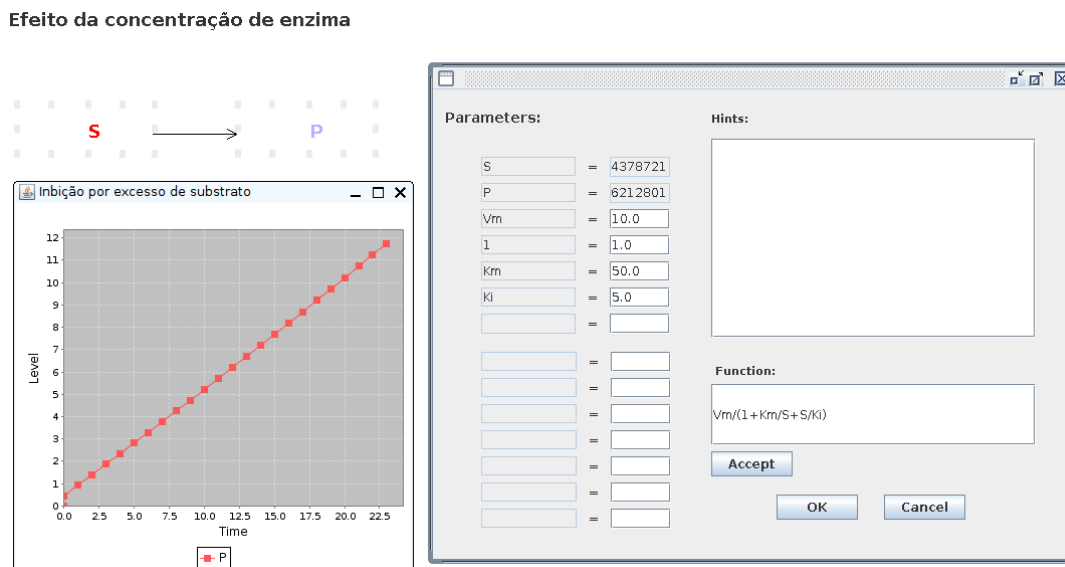 Efeito da concentração de enzima
S
P
Inbição por excesso de substrato
12
11
10
9
8
7
6
5
4
3
2
1
0
Level
0.0 2.5 5.0 7.5 10.0 12.5 15.0 17.5 20.0 22.5
Time
P
Parameters:
S = 4378721
P = 6212801
Vm = 10.0
1 = 1.0
Km = 50.0
Ki = 5.0
=
=
=
=
=
=
=
=
Hints:
Function:
Vm/(1+Km/S+S/Ki)
Accept
OK
Cancel